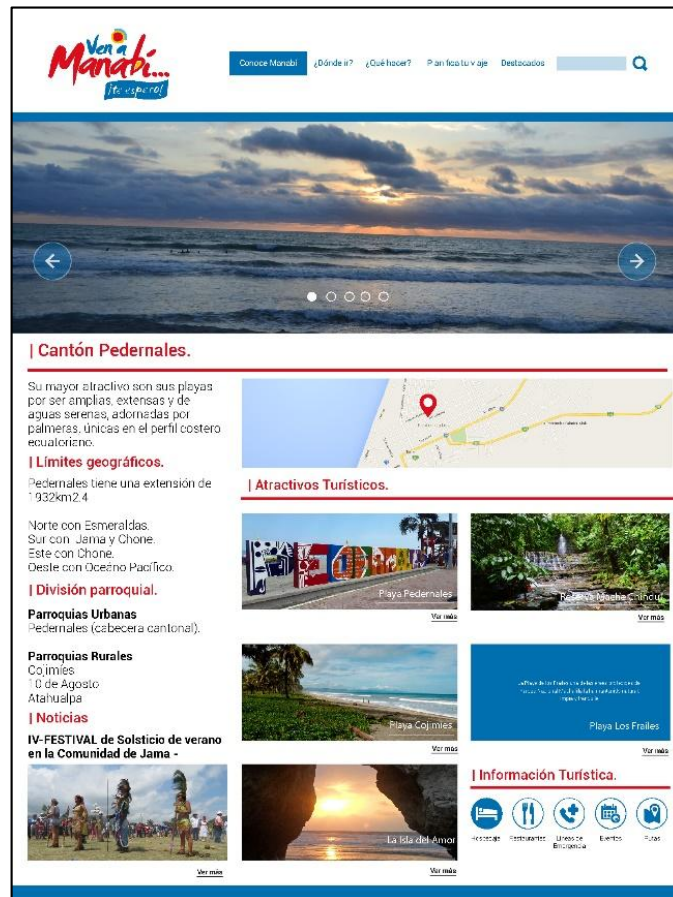 Ven a
Manabí...
¡te espero!
Conoce Manabí
¿Dónde ir?
¿Qué hacer?
Planifica tu viaje
Destacados
| Cantón Pedernales.
Su mayor atractivo son sus playas
por ser amplias, extensas y de
aguas serenas, adornadas por
palmeras, únicas en el perfil costero
ecuatoriano.
| Límites geográficos.
Pedernales tiene una extensión de
1932km2.4
Norte con Esmeraldas.
Sur con Jama y Chone.
Este con Chone.
Oeste con Océano Pacífico.
| División parroquial.
Parroquias Urbanas
Pedernales (cabecera cantonal).
Parroquias Rurales
Cojimíes
10 de Agosto
Atahualpa
| Noticias
IV-FESTIVAL de Solsticio de verano
en la Comunidad de Jama -
Ver más
| Atractivos Turísticos.
Playa Pedernales
Ver más
Reserva Mache Chindul
Ver más
Playa Cojimíes
Ver más
Playa Los Frailes
Ver más
La Isla del Amor
Ver más
| Información Turística.
Hospedaje
Restaurantes
Líneas de
Emergencia
Eventos
Rutas